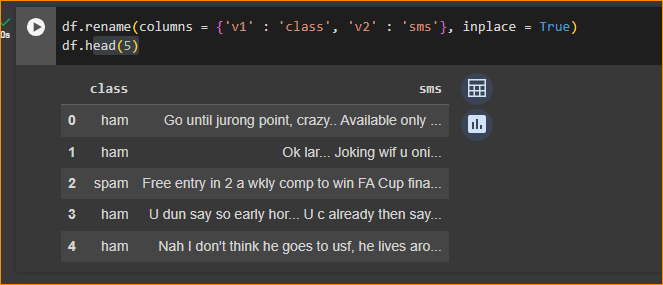 df.rename(columns = {'v1' : 'class', 'v2' : 'sms'}, inplace = True)
0s df.head(5)
class sms
0 ham Go until jurong point, crazy.. Available only ...
1 ham Ok lar... Joking wif u oni...
2 spam Free entry in 2 a wkly comp to win FA Cup fina...
3 ham U dun say so early hor... U c already then say...
4 ham Nah I don't think he goes to usf, he lives aro...